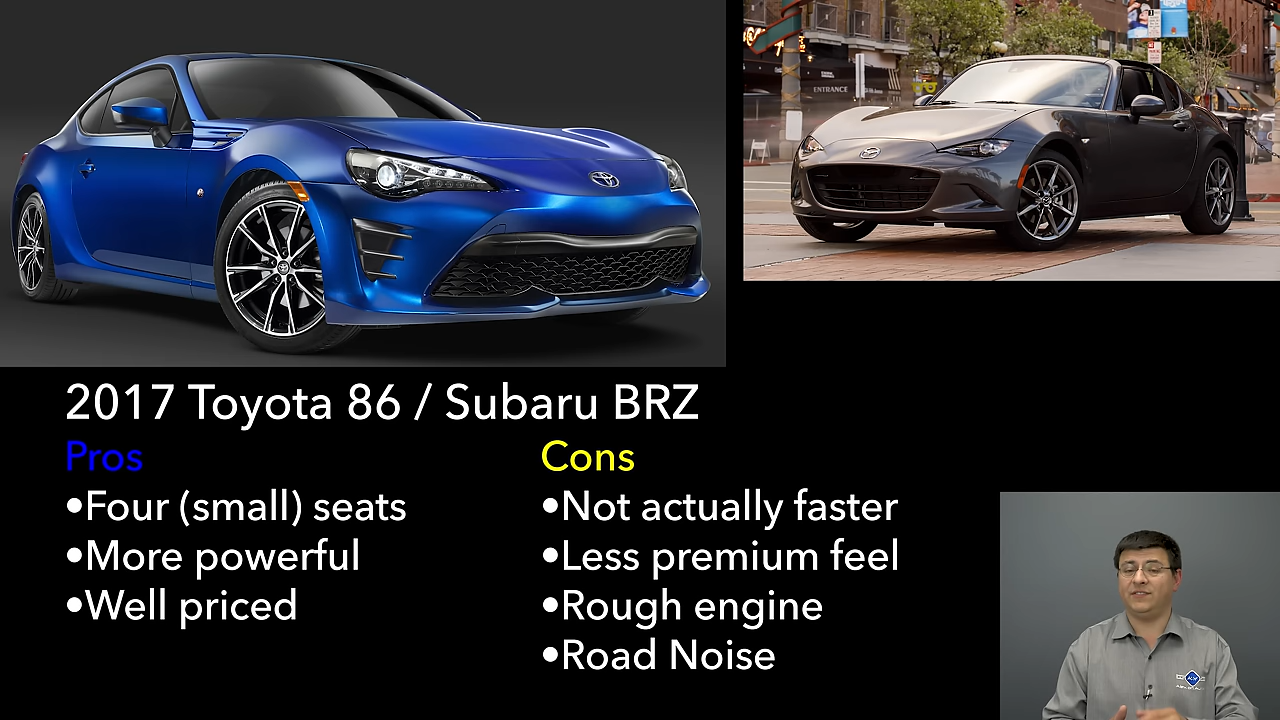 ENTRANCE
2017 Toyota 86 / Subaru BRZ
Pros
•Four (small) seats
•More powerful
•Well priced
Cons
•Not actually faster
•Less premium feel
•Rough engine
•Road Noise